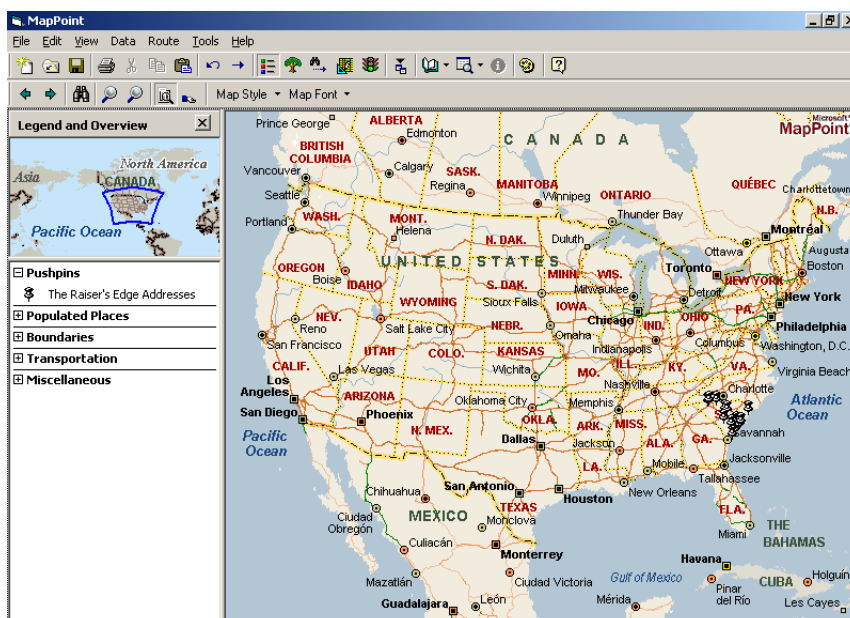 MapPoint
File Edit View Data Route Tools Help
Map Style Map Font
Legend and Overview
North America
Asia
CANADA
Pacific Ocean
Pushpins
The Raiser's Edge Addresses
Populated Places
Boundaries
Transportation
Miscellaneous
Microsoft
MapPoint
Prince George
ALBERTA
Edmonton
CANADA
BRITISH
COLUMBIA
Calgary
SASK.
Vancouver
Regina
MANITOBA
Winnipeg
ONTARIO
QUÉBEC
Charlottetown
N.B.
Seattle
WASH.
Portland
MONT.
Helena
N. DAK.
Thunder Bay
Duluth
Ottawa
Montréal
Augusta
Boston
UNITED STATES
OREGON
Boise
IDAHO
WYOMING
S. DAK.
Sioux Falls
MINN.
WIS.
Milwaukee
Toronto
Detroit
NEW YORK
New York
NEV.
Reno
Salt Lake City
NEBR.
IOWA
Omaha
Chicago
IND.
OHIO
PA.
Philadelphia
San Francisco
UTAH
COLO.
KANSAS
Indianapolis
Columbus
Washington, D.C.
CALIF.
Las Vegas
Wichita
MO.
ILL.
KY.
VA.
Virginia Beach
Los
Angeles
ARIZONA
Oklahoma City
Nashville
Charlotte
Atlantic
Ocean
San Diego
Phoenix
N. MEX.
OKLA.
Memphis
ARK.
MISS.
S
Savannah
Pacific
Ocean
Dallas
Jackson
ALA.
GA.
LA.
Mobile
Jacksonville
Tallahassee
San Antonio
TEXAS
Houston
New Orleans
FLA.
Chihuahua
MEXICO
Monclova
Miami
THE
BAHAMAS
Ciudad
Obregón
Culiacán
Monterrey
Havana
Mazatlán
Ciudad Victoria
Gulf of Mexico
Pinar
del Río
CUBA
Holguín
Guadalajara
León
Mérida
Les Cayes